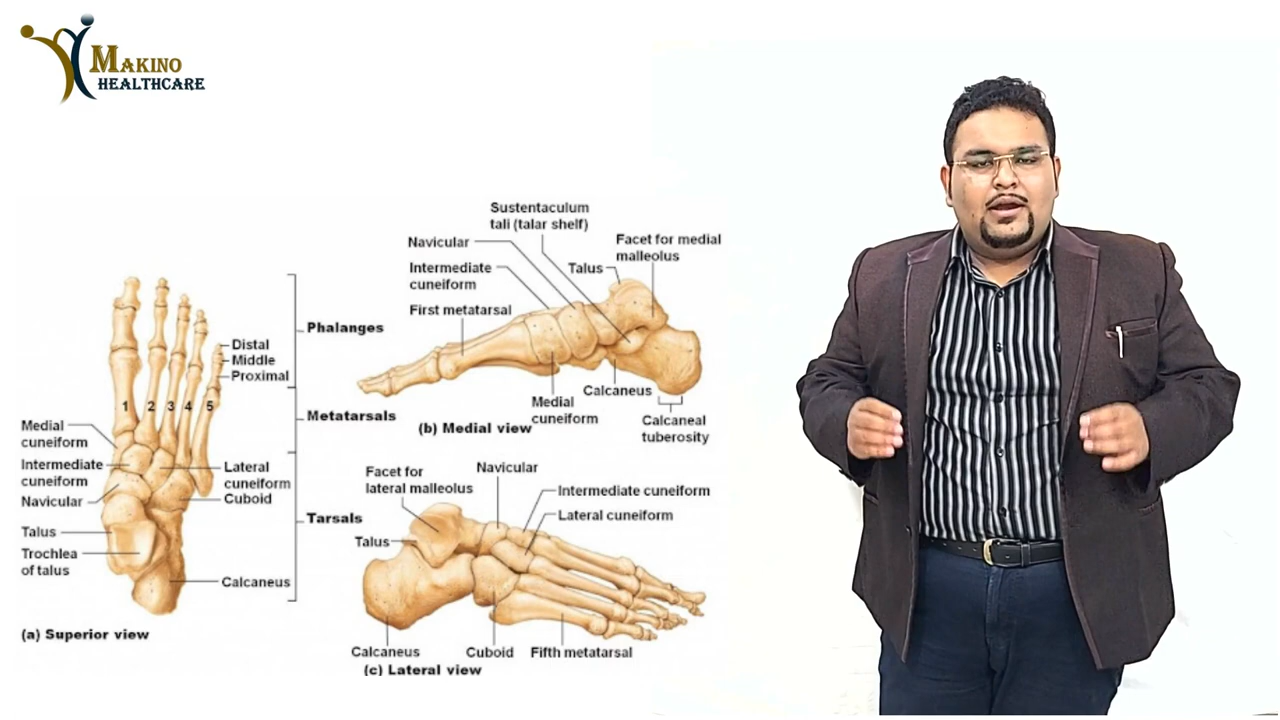 MAKINO
HEALTHCARE
1 2 3 4 5
Distal
Middle
Proximal
Phalanges
Metatarsals
Tarsals
Medial
cuneiform
Intermediate
cuneiform
Navicular
Talus
Trochlea
of talus
Lateral
cuneiform
Cuboid
Calcaneus
(a) Superior view
Sustentaculum
tali (talar shelf)
Navicular
Intermediate
cuneiform
First metatarsal
Facet for medial
malleolus
Talus
Calcaneus
Medial
cuneiform
Calcaneal
tuberosity
(b) Medial view
Facet for
lateral malleolus
Navicular
Intermediate cuneiform
Lateral cuneiform
Talus
Calcaneus
Cuboid
Fifth metatarsal
(c) Lateral view